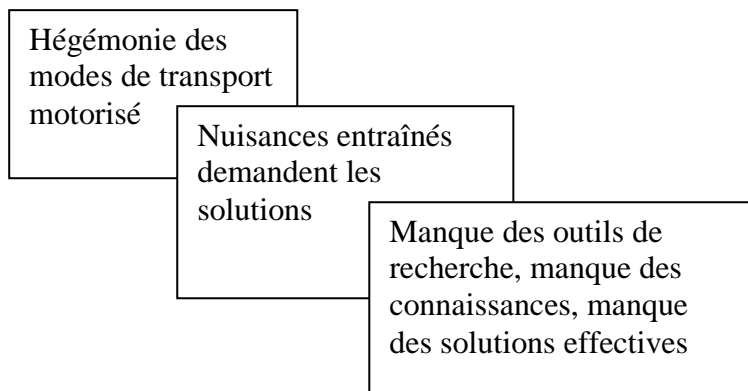 Hégémonie des
modes de transport
motorisé
Nuisances entraînés
demandent les
solutions
Manque des outils de
recherche, manque des
connaissances, manque
des solutions effectives